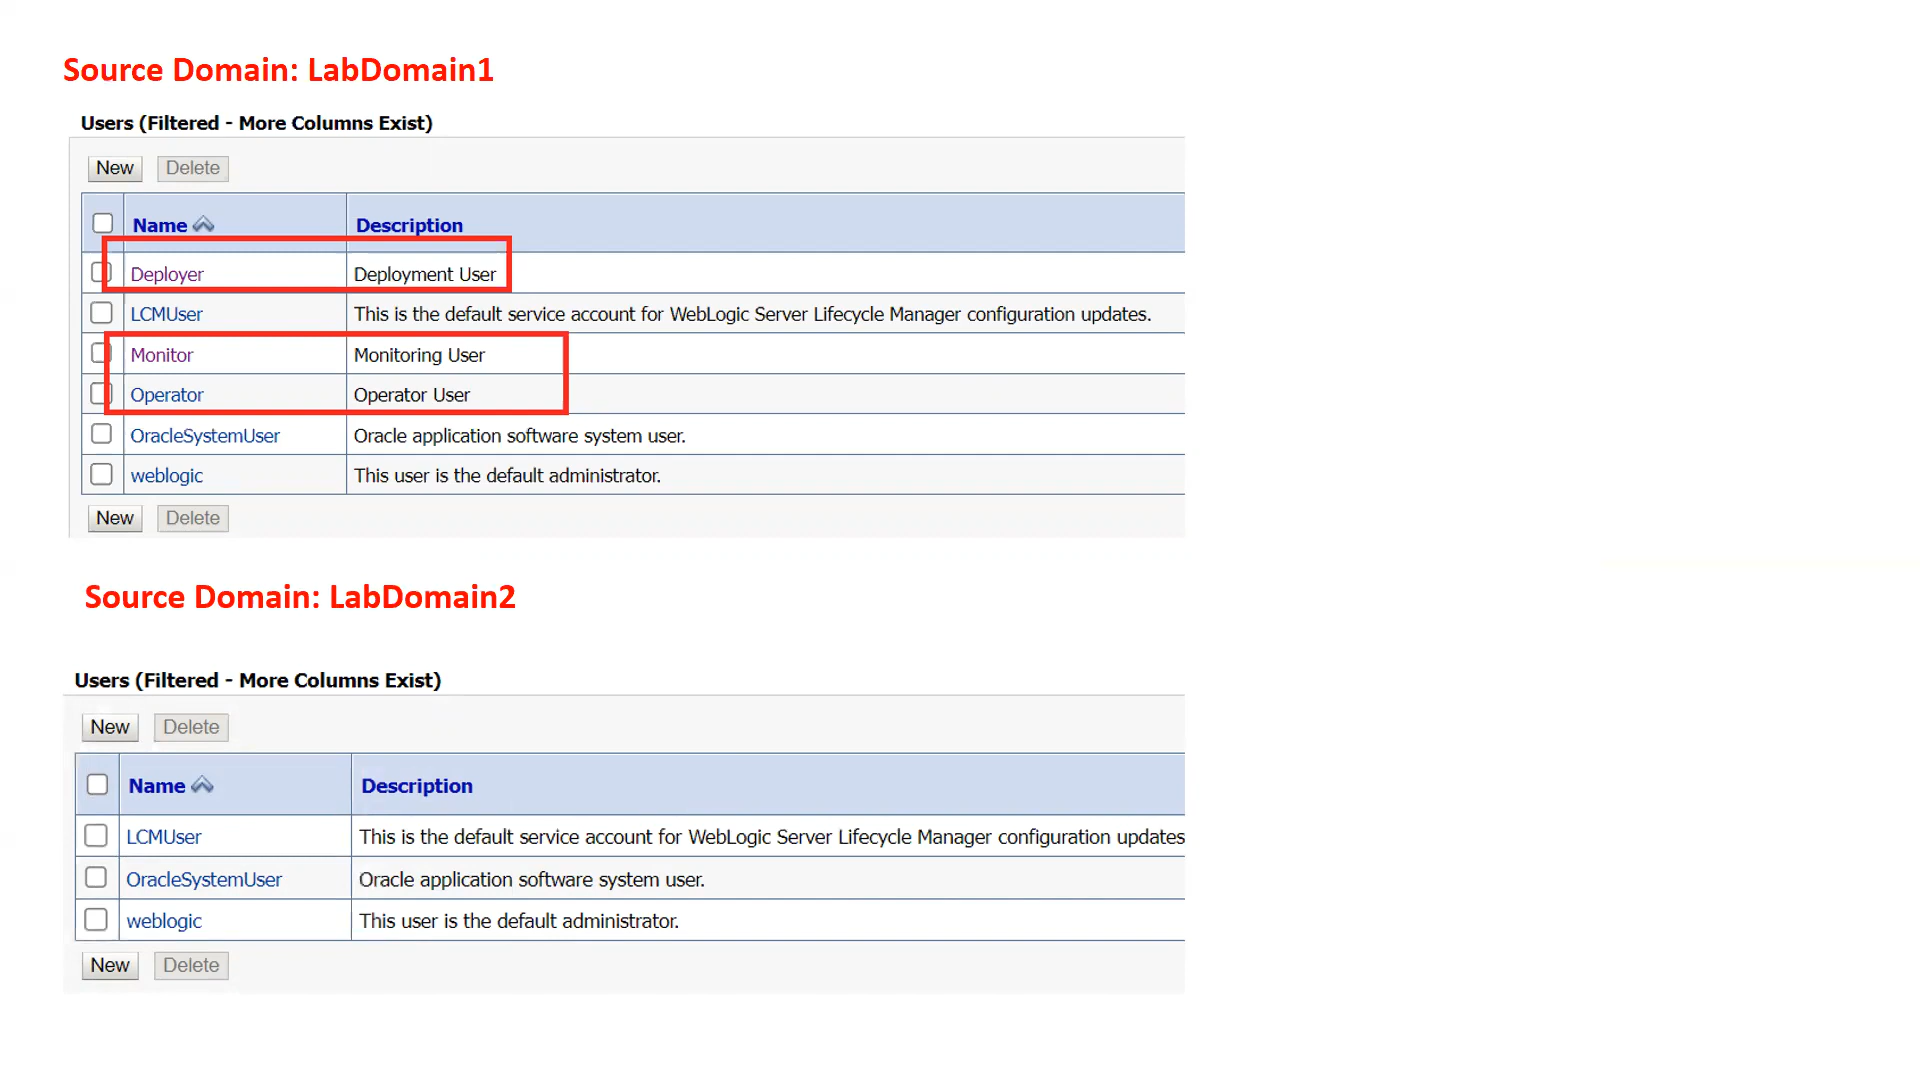 Source Domain: LabDomain1
Users (Filtered - More Columns Exist)
New Delete
Name Description
Deployer Deployment User
LCMUser This is the default service account for WebLogic Server Lifecycle Manager configuration updates.
Monitor Monitoring User
Operator Operator User
OracleSystemUser Oracle application software system user.
weblogic This user is the default administrator.
New Delete
Source Domain: LabDomain2
Users (Filtered - More Columns Exist)
New Delete
Name Description
LCMUser This is the default service account for WebLogic Server Lifecycle Manager configuration updates
OracleSystemUser Oracle application software system user.
weblogic This user is the default administrator.
New Delete